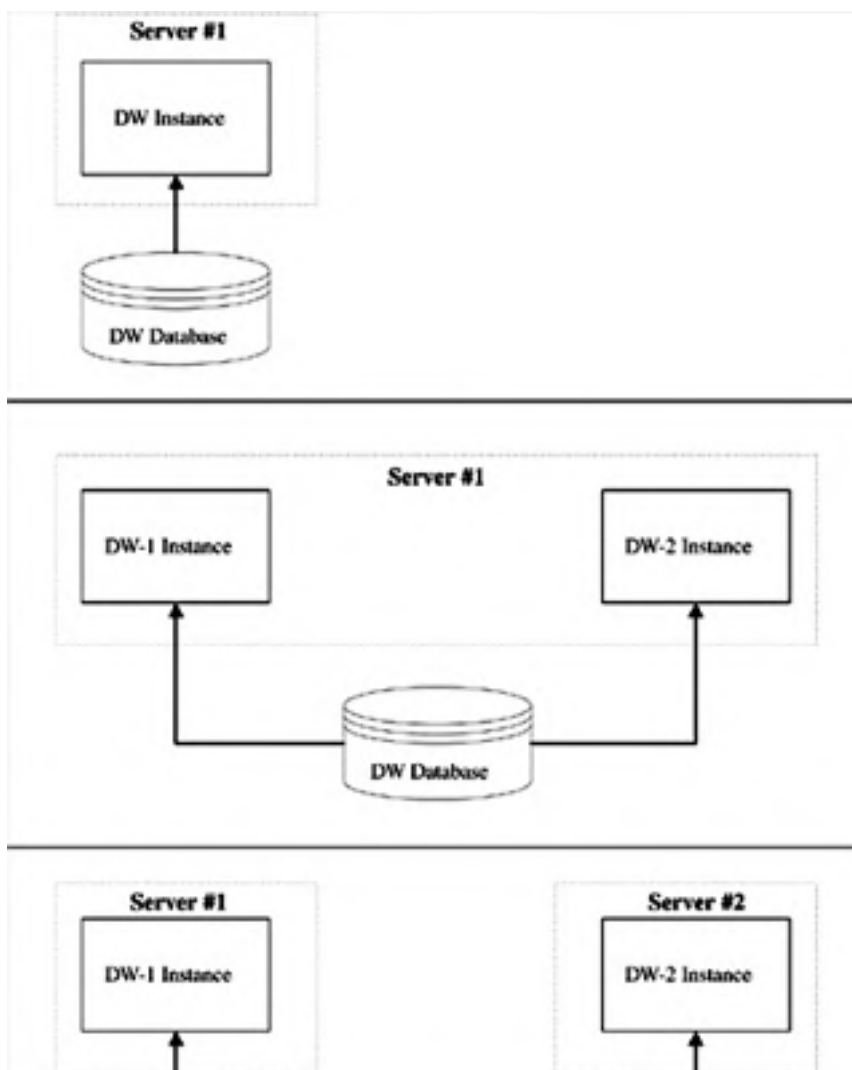 Server #1
DW Instance
DW Database
Server #1
DW-1 Instance
DW-2 Instance
DW Database
Server #1
Server #2
DW-1 Instance
DW-2 Instance